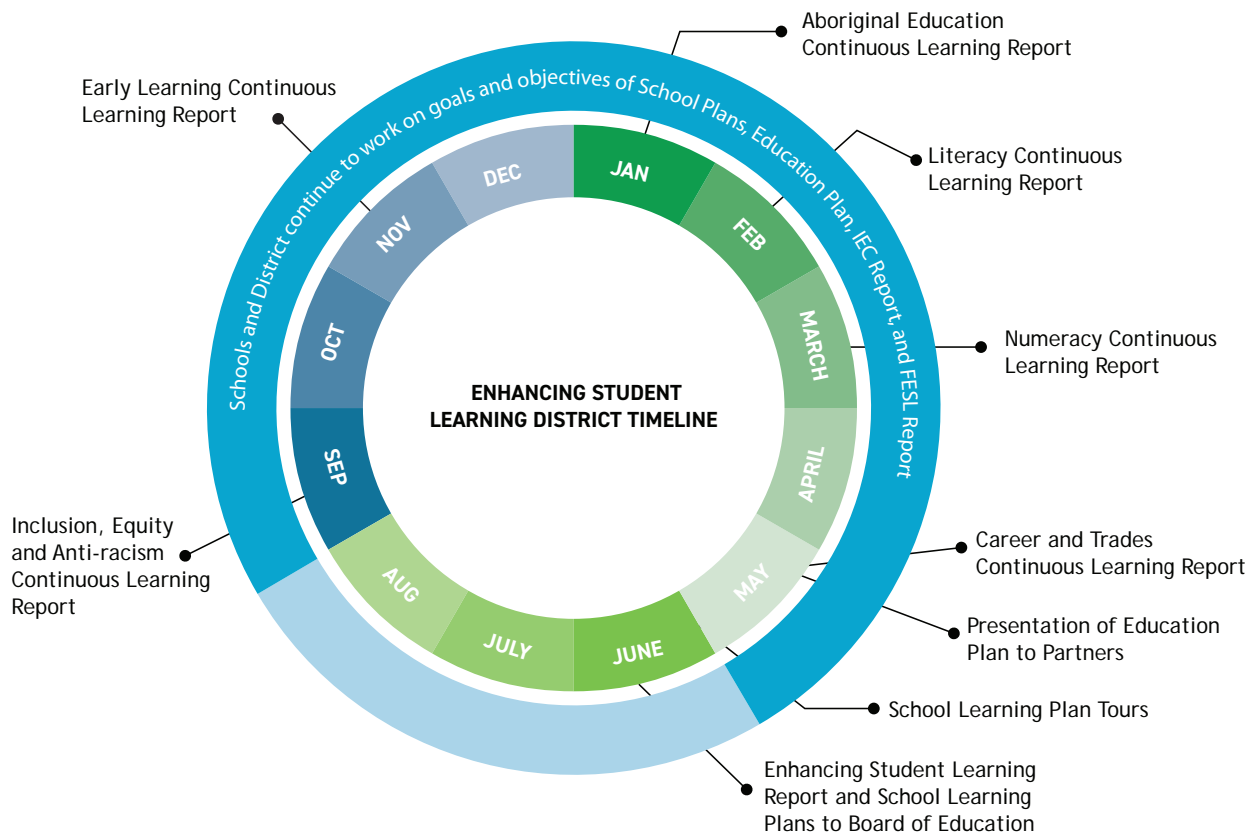 Aboriginal Education
Continuous Learning Report
Early Learning Continuous
Learning Report
Schools and District continue to work on goals and objectives of School Plans, Education Plan, IEC Report, and FESL Report
Literacy Continuous
Learning Report
JAN
FEB
MARCH
APRIL
MAY
JUNE
JULY
AUG
SEP
OCT
NOV
DEC
ENHANCING STUDENT
LEARNING DISTRICT TIMELINE
Numeracy Continuous
Learning Report
Inclusion, Equity
and Anti-racism
Continuous Learning
Report
Career and Trades
Continuous Learning Report
Presentation of Education
Plan to Partners
School Learning Plan Tours
Enhancing Student Learning
Report and School Learning
Plans to Board of Education